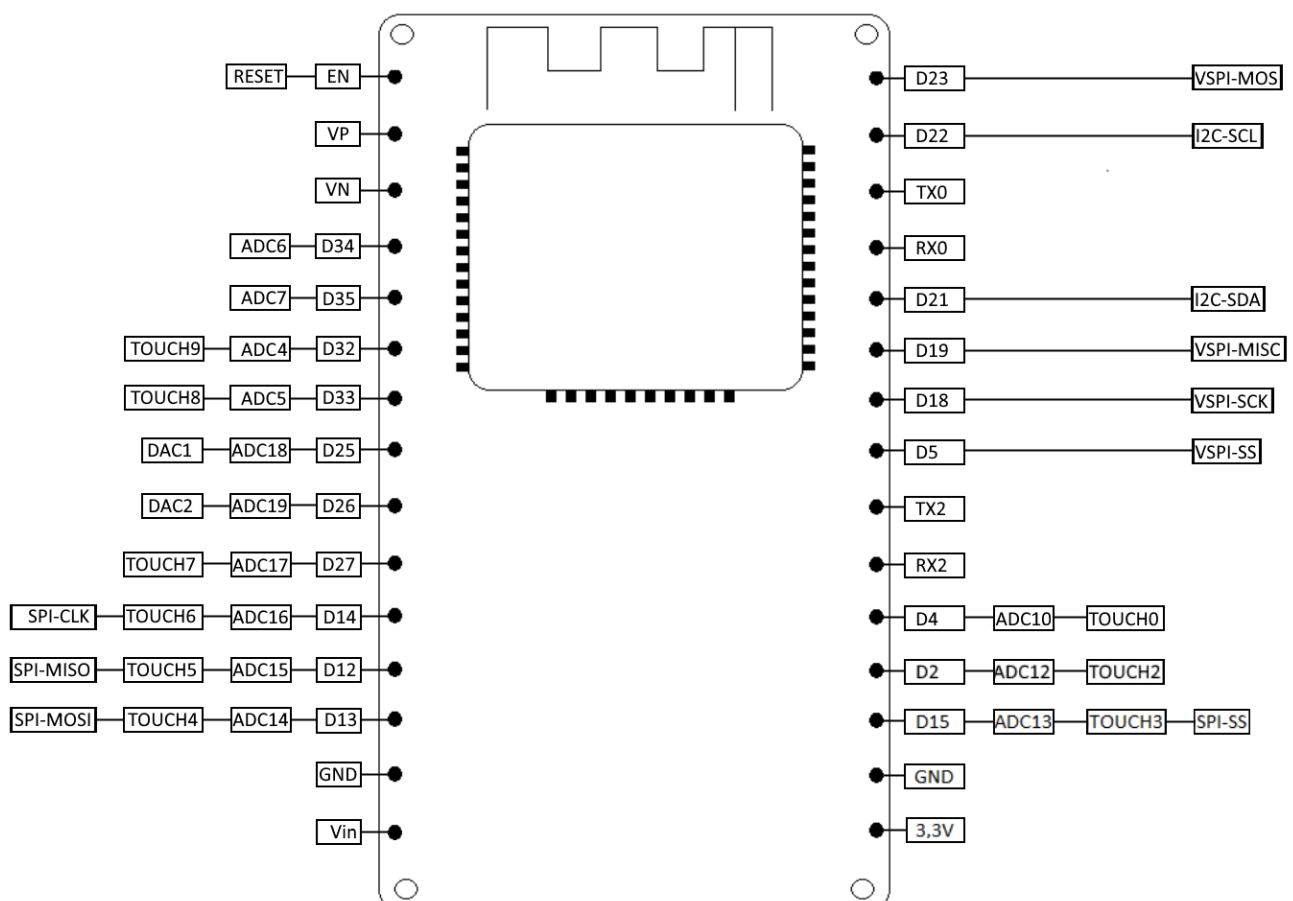 RESET EN D23 VSPI-MOS
VP D22 I2C-SCL
VN TX0
ADC6 D34 RX0
ADC7 D35 D21 I2C-SDA
TOUCH9 ADC4 D32 D19 VSPI-MISC
TOUCH8 ADC5 D33 D18 VSPI-SCK
DAC1 ADC18 D25 D5 VSPI-SS
DAC2 ADC19 D26 TX2
TOUCH7 ADC17 D27 RX2
SPI-CLK TOUCH6 ADC16 D14 D4 ADC10 TOUCH0
SPI-MISO TOUCH5 ADC15 D12 D2 ADC12 TOUCH2
SPI-MOSI TOUCH4 ADC14 D13 D15 ADC13 TOUCH3 SPI-SS
GND GND
Vin 3,3V